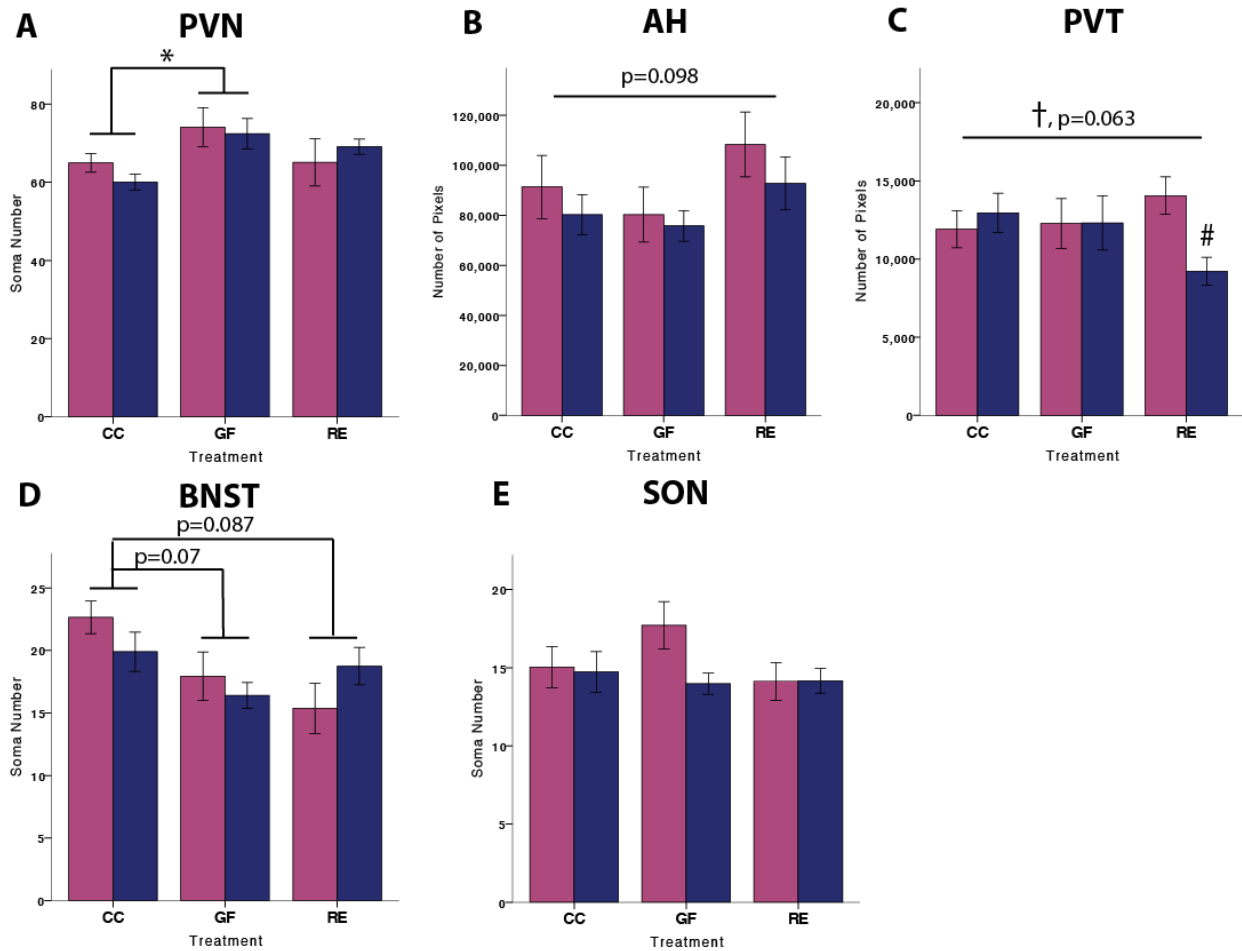 A PVN
*
80
60
40
20
0
Soma Number
CC GF RE
Treatment
B AH
p=0.098
120,000
100,000
80,000
60,000
40,000
20,000
0
Number of Pixels
CC GF RE
Treatment
C PVT
†, p=0.063
20,000
15,000
10,000
5,000
0
Number of Pixels
#
CC GF RE
Treatment
D BNST
p=0.087
p=0.07
25
20
15
10
5
0
Soma Number
CC GF RE
Treatment
E SON
20
15
10
5
0
Soma Number
CC GF RE
Treatment